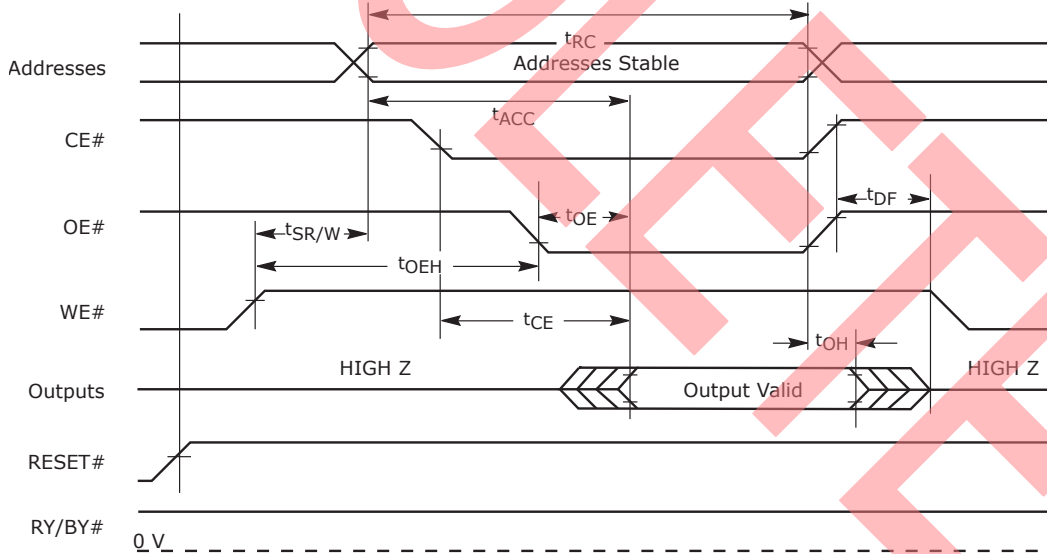 tRC
Addresses
Addresses Stable
tACC
CE#
tDF
tOE
OE#
tSR/W
tOEH
WE#
tCE
tOH
HIGH Z
HIGH Z
Outputs
Output Valid
RESET#
RY/BY#
0 V